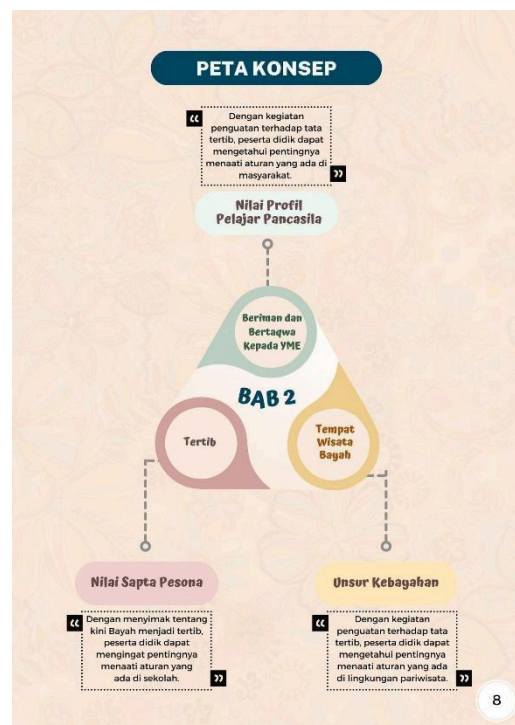 PETA KONSEP
Dengan kegiatan
penguatan terhadap tata
tertib, peserta didik dapat
mengetahui pentingnya
menaati aturan yang ada di
masyarakat.
Nilai Profil
Pelajar Pancasila
Beriman dan
Bertaqwa
Kepada YME
BAB 2
Tertib
Tempat
Wisata
Bayah
Nilai Sapta Pesona
Dengan menyimak tentang
kini Bayah menjadi tertib,
peserta didik dapat
mengingat pentingnya
menaati aturan yang
ada di sekolah.
Unsur Kebayahan
Dengan kegiatan
penguatan terhadap tata
tertib, peserta didik dapat
mengetahui pentingnya
menaati aturan yang ada
di lingkungan pariwisata.
8